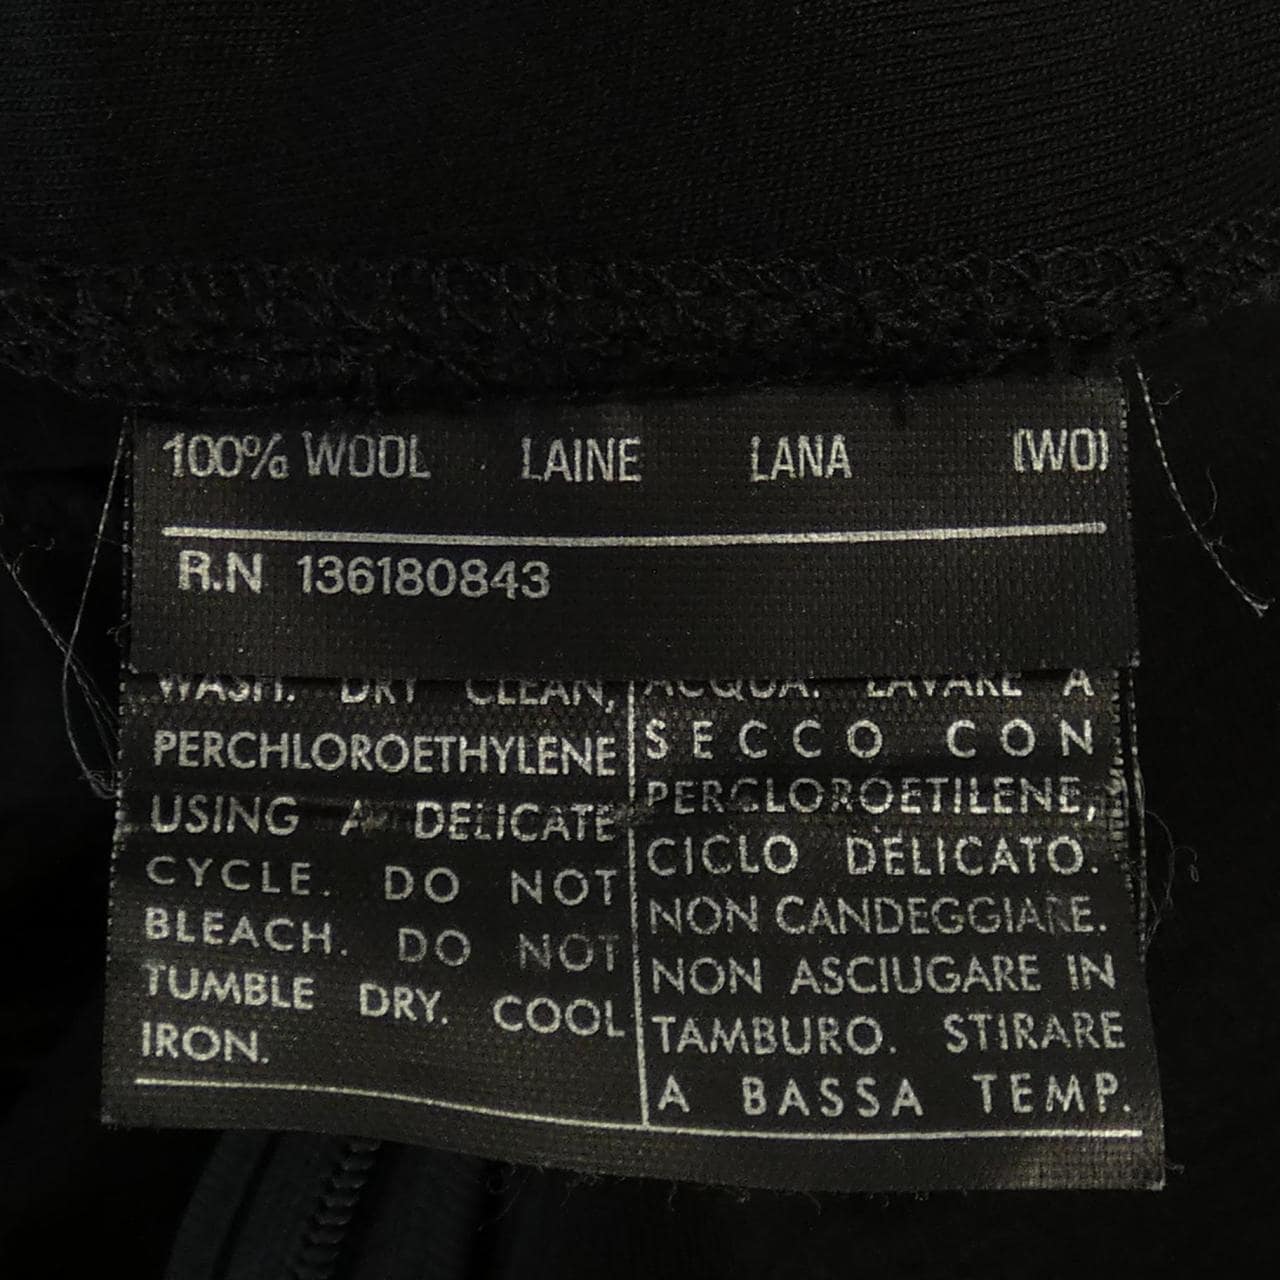 100% WOOL LAINE LANA (WO)
R.N 136180843
WASH. DRY CLEAN,
PERCHLOROETHYLENE
USING A DELICATE
CYCLE. DO NOT
BLEACH. DO NOT
TUMBLE DRY. COOL
IRON.
ACQUA. LAVARE A
SECCO CON
PERCLOROETILENE,
CICLO DELICATO.
NON CANDEGGIARE.
NON ASCIUGARE IN
TAMBURO. STIRARE
A BASSA TEMP.